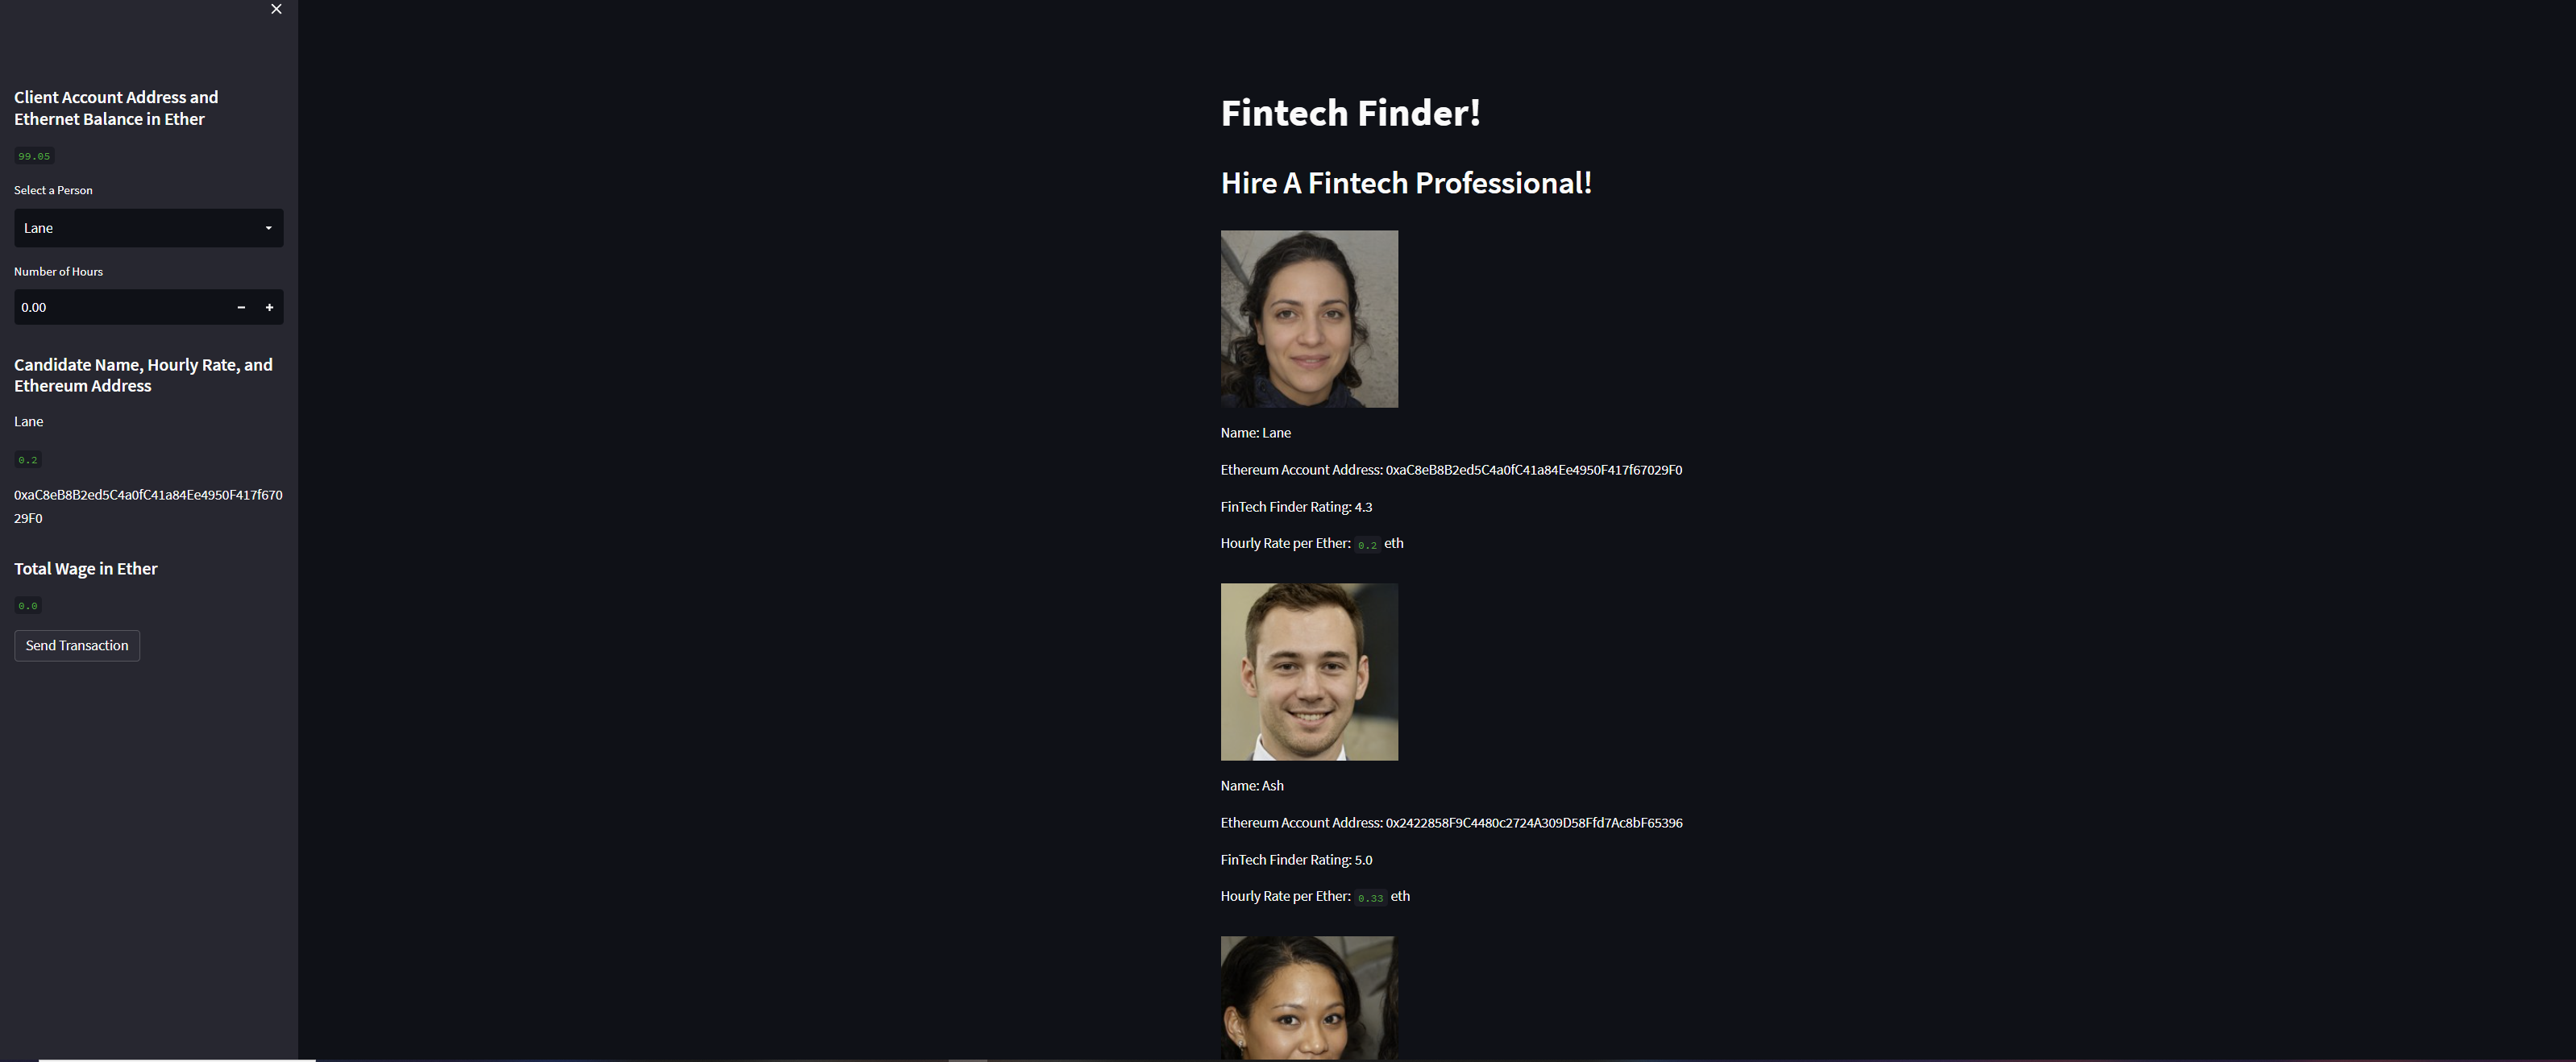 Client Account Address and
Ethernet Balance in Ether
99.05
Select a Person
Lane
Number of Hours
0.00
Candidate Name, Hourly Rate, and
Ethereum Address
Lane
0.2
0xaC8eB8B2ed5C4a0fC41a84Ee4950F417f670
29F0
Total Wage in Ether
0.0
Send Transaction
Fintech Finder!
Hire A Fintech Professional!
Name: Lane
Ethereum Account Address: 0xaC8eB8B2ed5C4a0fC41a84Ee4950F417f67029F0
FinTech Finder Rating: 4.3
Hourly Rate per Ether: 0.2 eth
Name: Ash
Ethereum Account Address: 0x2422858F9C4480c2724A309D58Ffd7Ac8bF65396
FinTech Finder Rating: 5.0
Hourly Rate per Ether: 0.33 eth